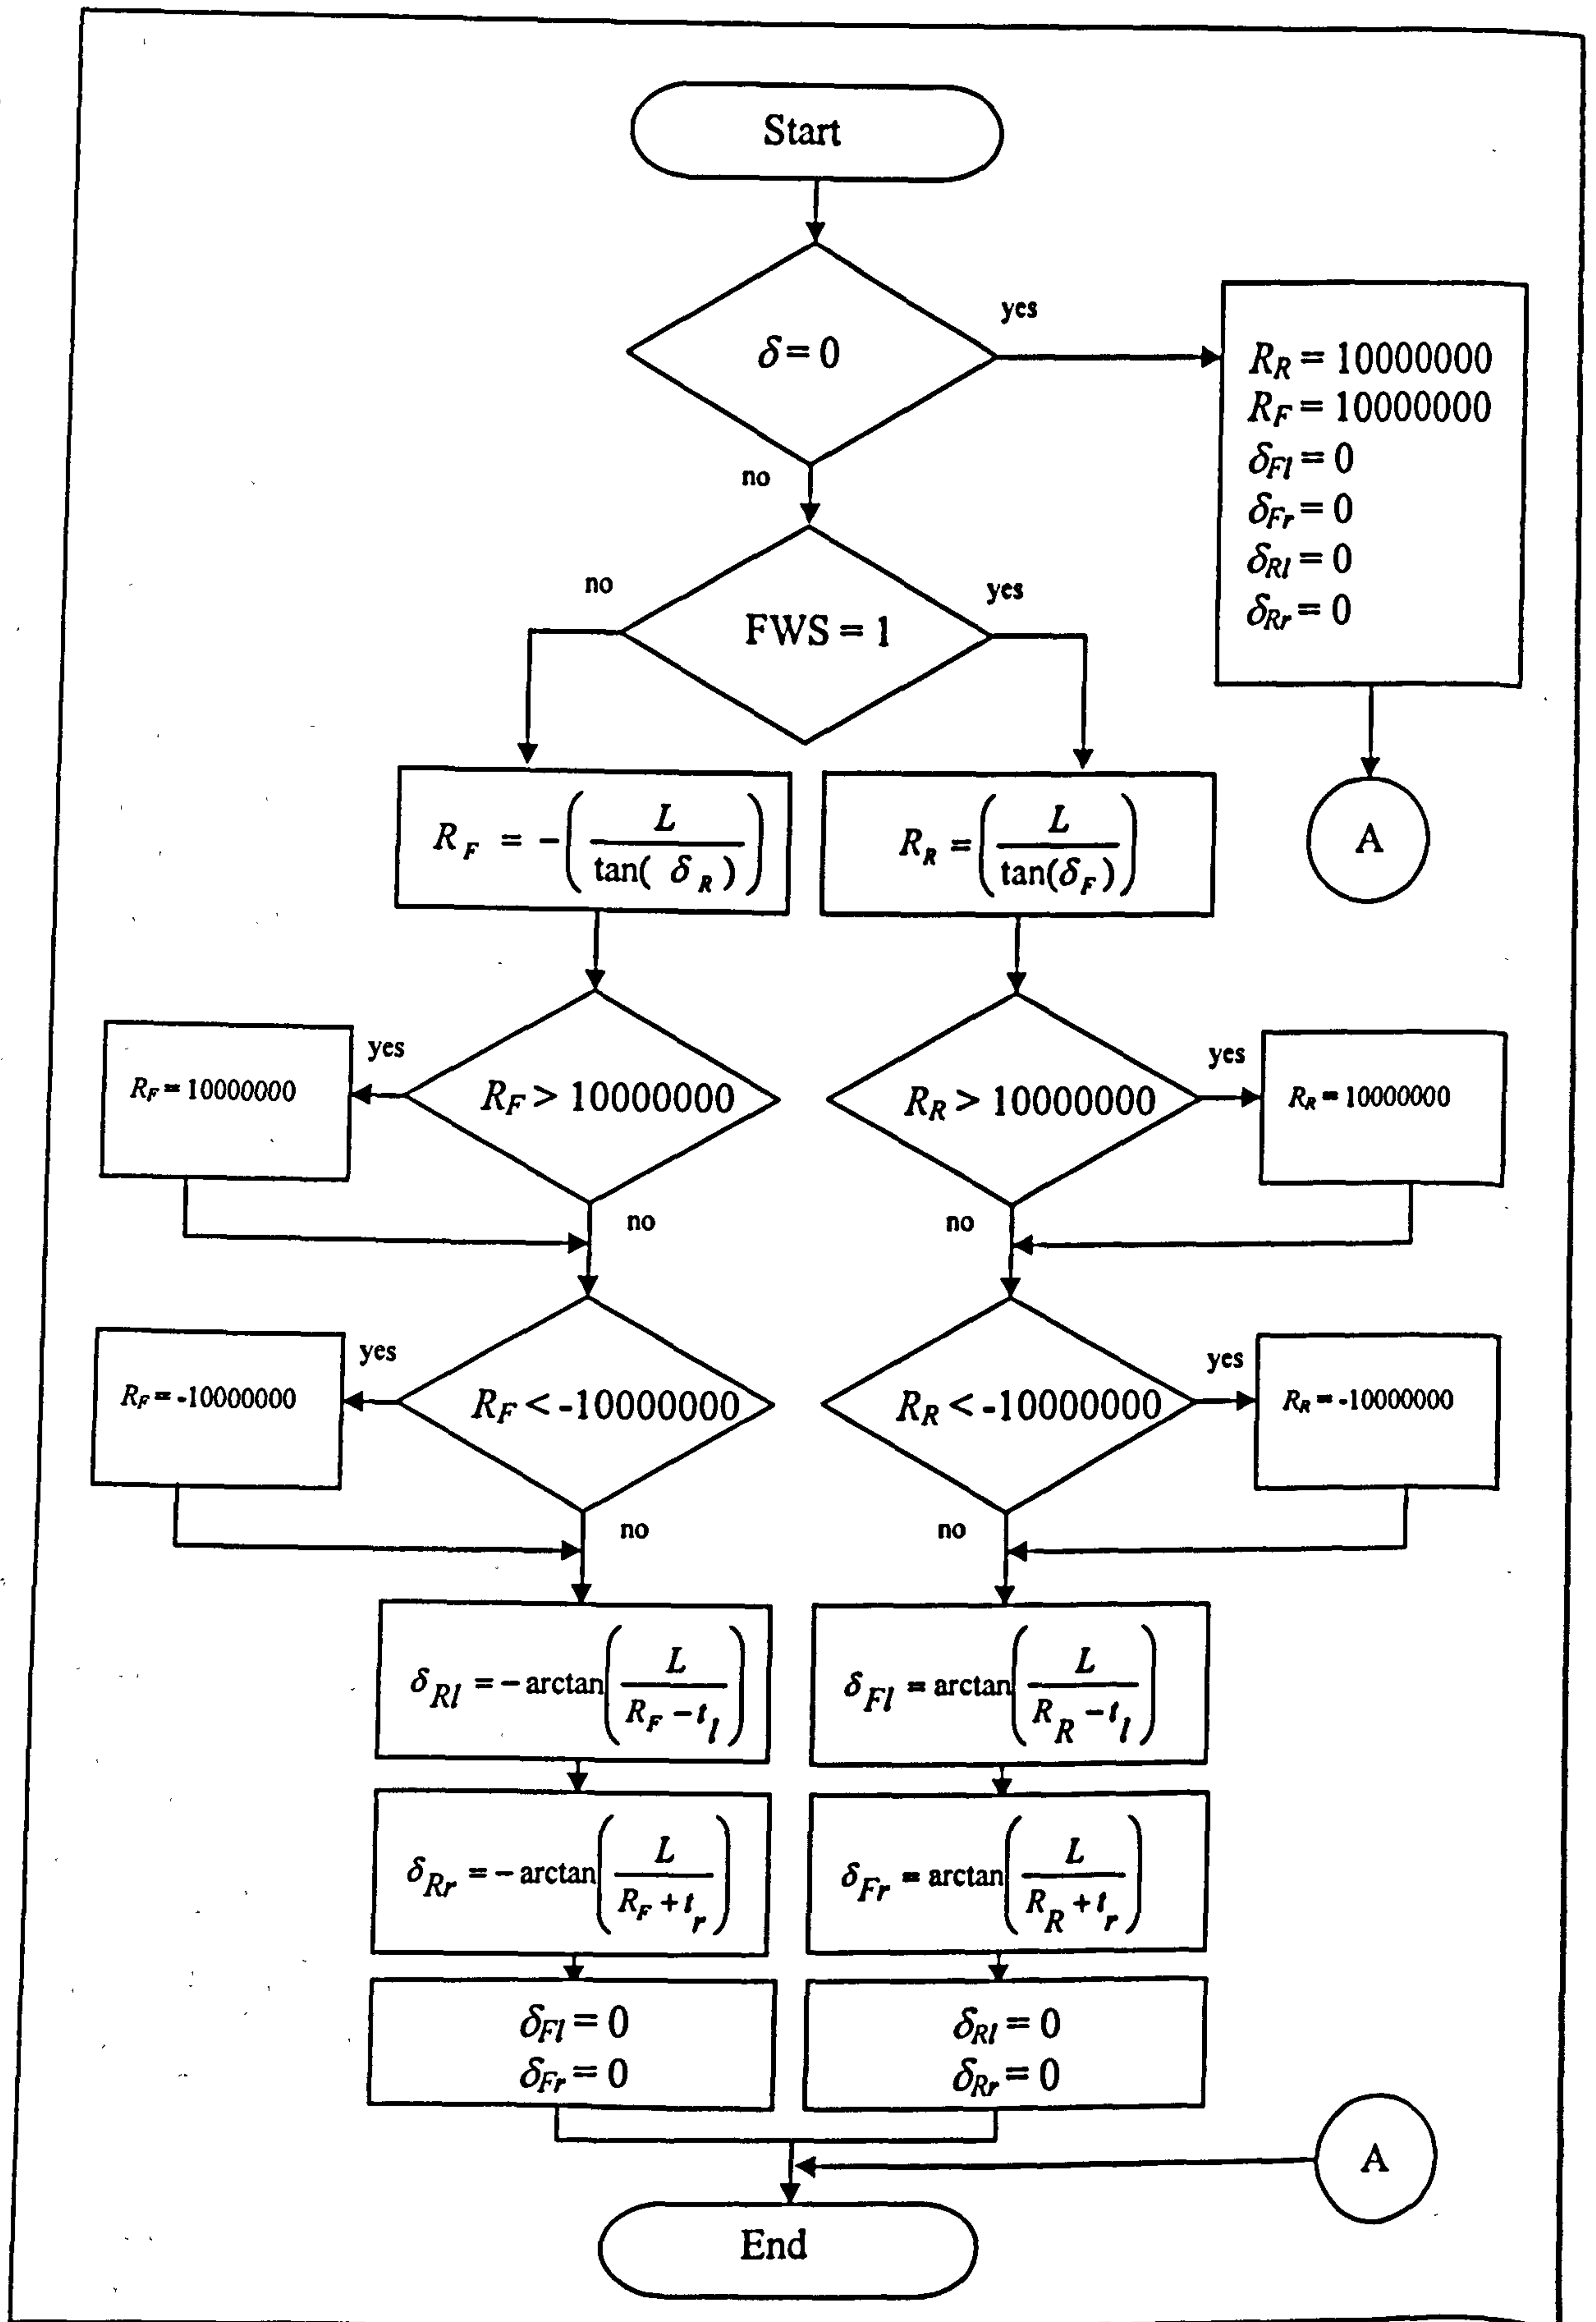 Start
δ = 0
yes
no
R_R = 10000000
R_F = 10000000
δ_Fl = 0
δ_Fr = 0
δ_Rl = 0
δ_Rr = 0
A
FWS = 1
no
yes
R_F = -(L / tan( δ_R ))
R_R = (L / tan(δ_F))
R_F > 10000000
yes
R_F = 10000000
no
R_R > 10000000
yes
R_R = 10000000
no
R_F < -10000000
yes
R_F = -10000000
no
R_R < -10000000
yes
R_R = -10000000
no
δ_Rl = - arctan(L / (R_F - t_l))
δ_Fl = arctan(L / (R_R - t_l))
δ_Rr = - arctan(L / (R_F + t_r))
δ_Fr = arctan(L / (R_R + t_r))
δ_Fl = 0
δ_Fr = 0
δ_Rl = 0
δ_Rr = 0
A
End